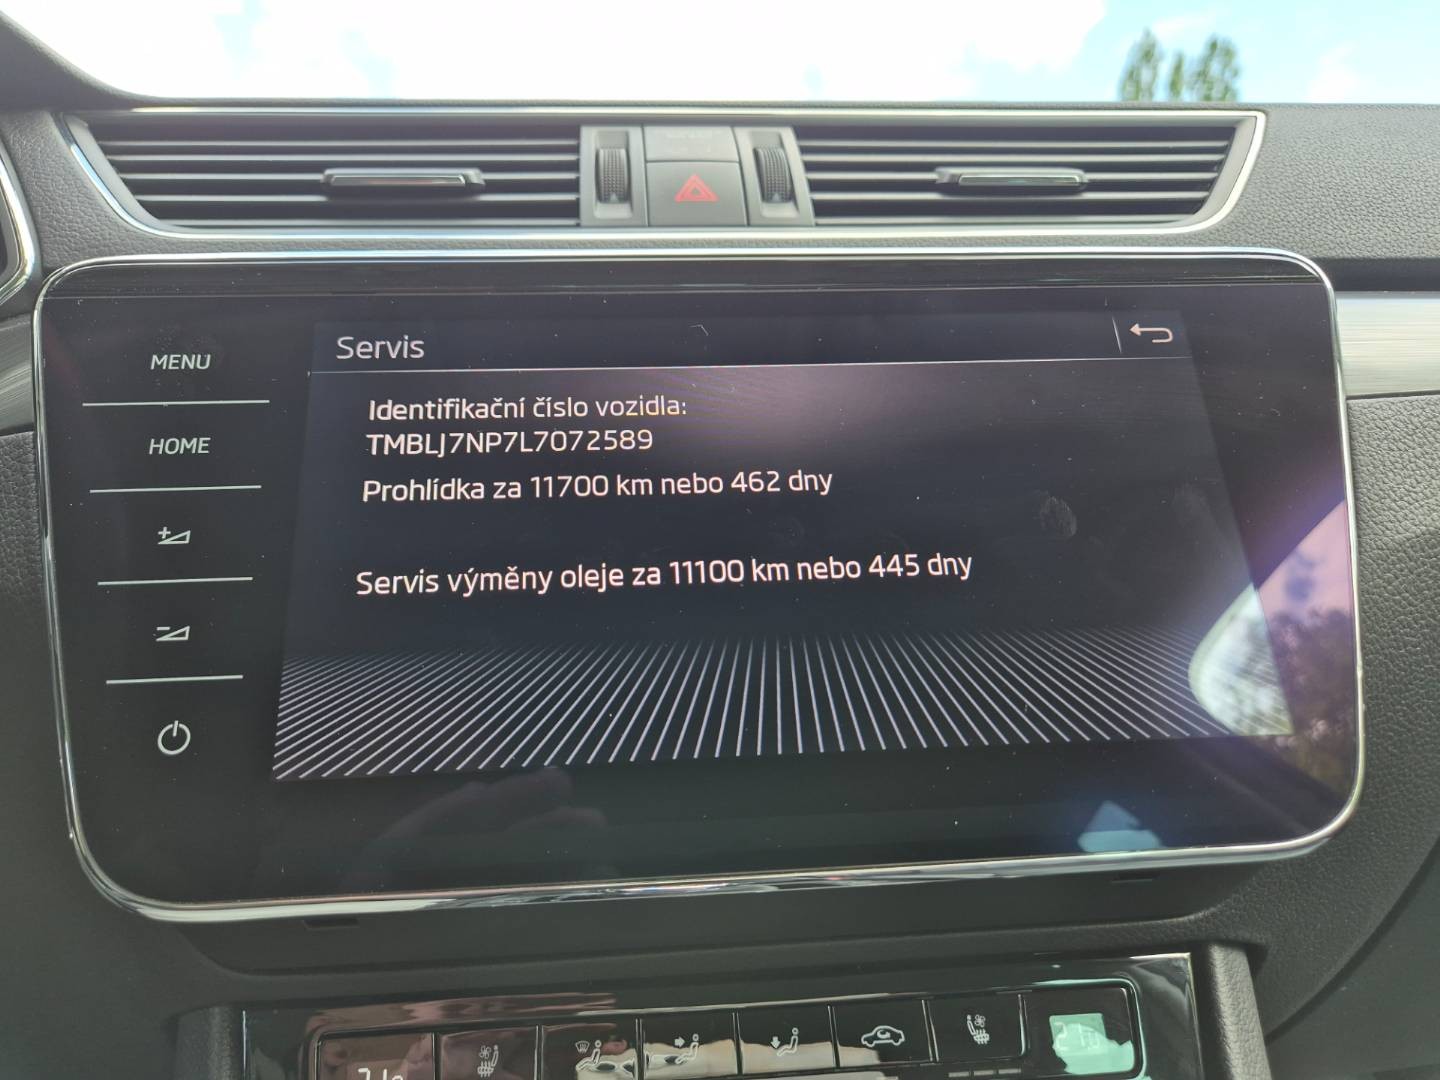 Servis
MENU
Identifikační číslo vozidla:
TMBLJ7NP7L7072589
HOME
Prohlídka za 11700 km nebo 462 dny
Servis výměny oleje za 11100 km nebo 445 dny